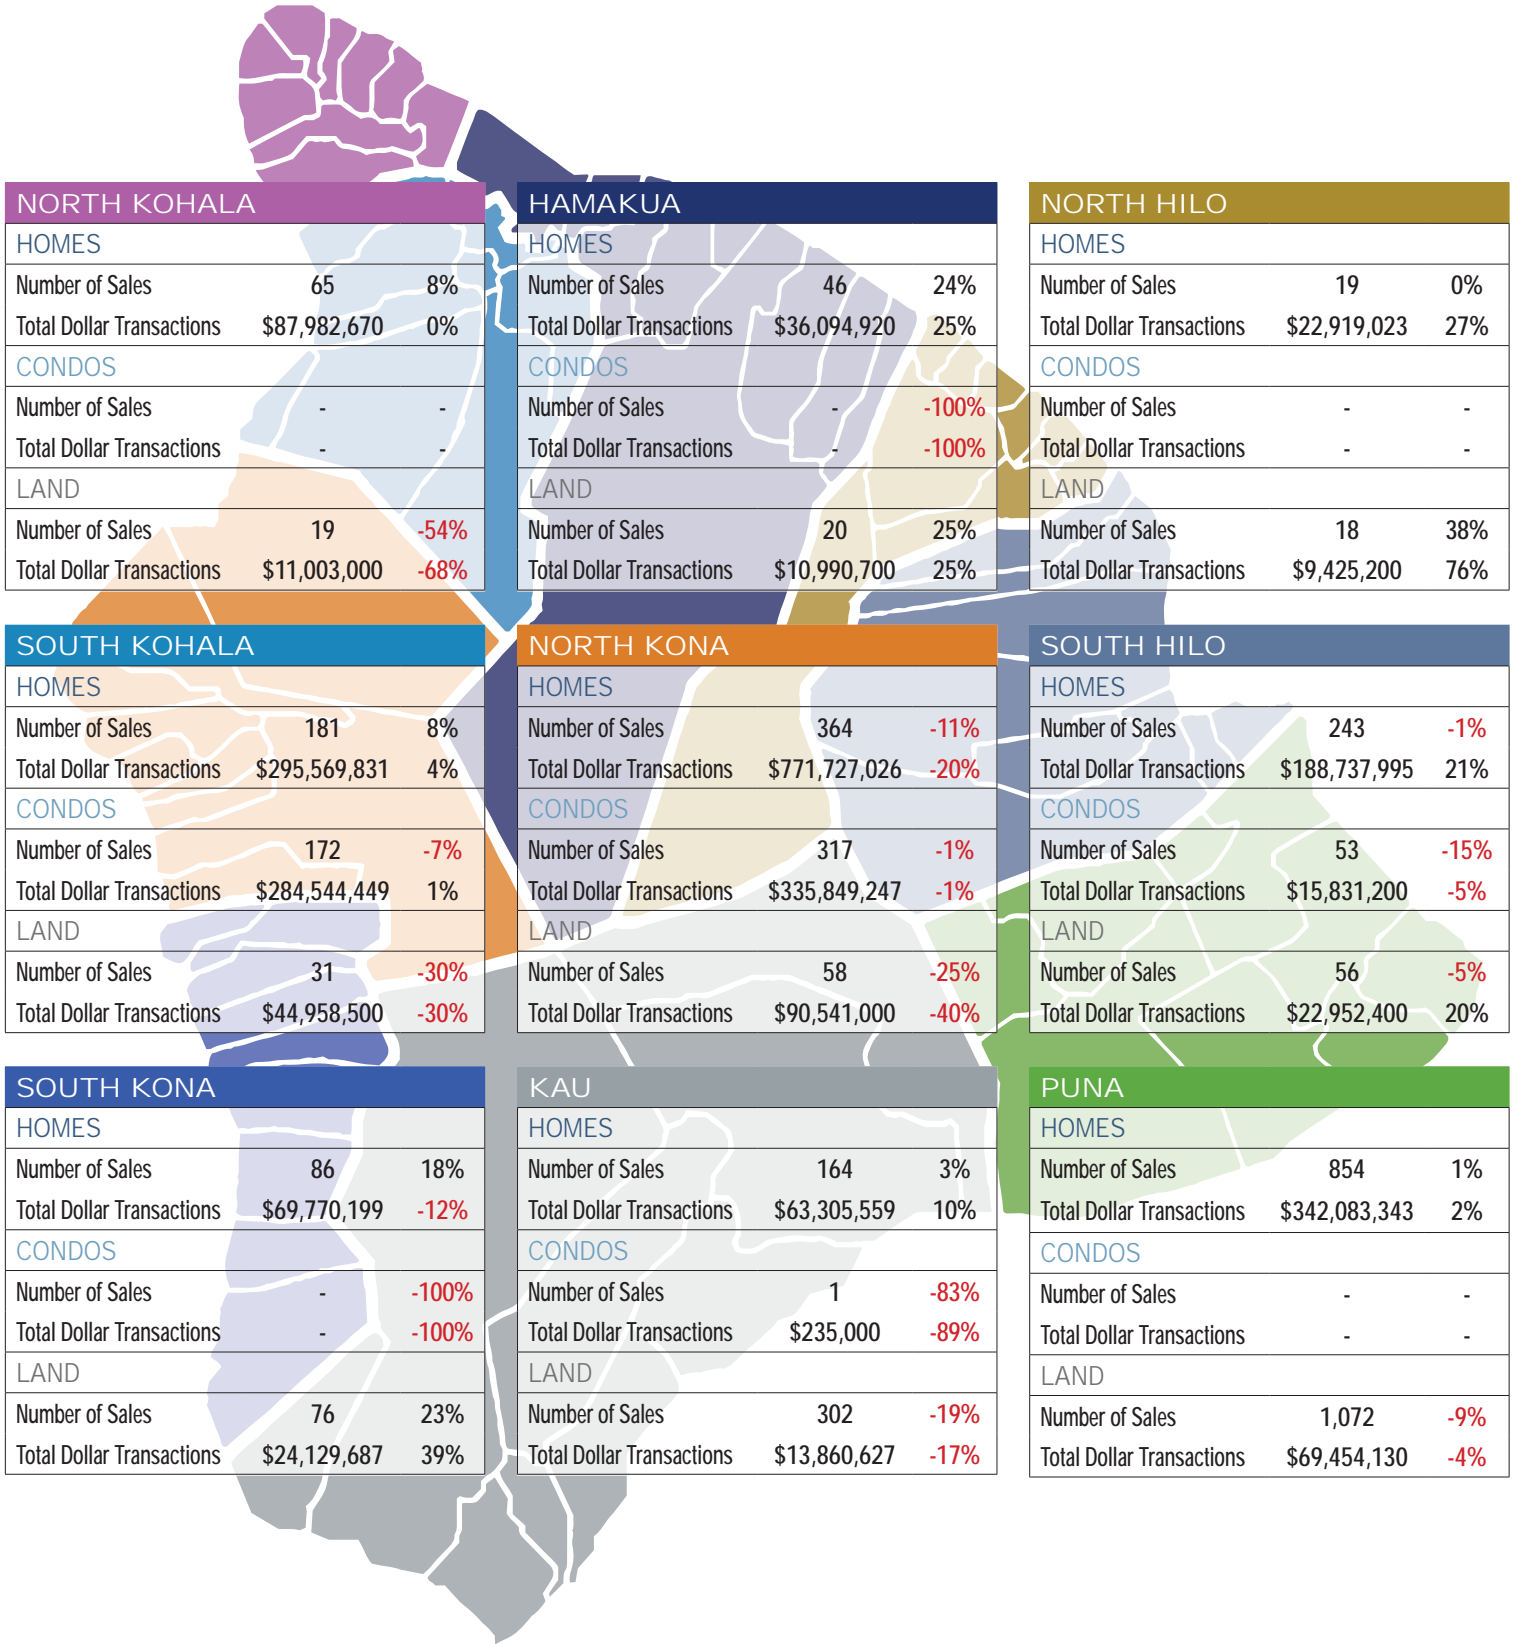 NORTH KOHALA
HOMES
Number of Sales 65 8%
Total Dollar Transactions $87,982,670 0%
CONDOS
Number of Sales - -
Total Dollar Transactions - -
LAND
Number of Sales 19 -54%
Total Dollar Transactions $11,003,000 -68%
HAMAKUA
HOMES
Number of Sales 46 24%
Total Dollar Transactions $36,094,920 25%
CONDOS
Number of Sales - -100%
Total Dollar Transactions - -100%
LAND
Number of Sales 20 25%
Total Dollar Transactions $10,990,700 25%
NORTH HILO
HOMES
Number of Sales 19 0%
Total Dollar Transactions $22,919,023 27%
CONDOS
Number of Sales - -
Total Dollar Transactions - -
LAND
Number of Sales 18 38%
Total Dollar Transactions $9,425,200 76%
SOUTH KOHALA
HOMES
Number of Sales 181 8%
Total Dollar Transactions $295,569,831 4%
CONDOS
Number of Sales 172 -7%
Total Dollar Transactions $284,544,449 1%
LAND
Number of Sales 31 -30%
Total Dollar Transactions $44,958,500 -30%
NORTH KONA
HOMES
Number of Sales 364 -11%
Total Dollar Transactions $771,727,026 -20%
CONDOS
Number of Sales 317 -1%
Total Dollar Transactions $335,849,247 -1%
LAND
Number of Sales 58 -25%
Total Dollar Transactions $90,541,000 -40%
SOUTH HILO
HOMES
Number of Sales 243 -1%
Total Dollar Transactions $188,737,995 21%
CONDOS
Number of Sales 53 -15%
Total Dollar Transactions $15,831,200 -5%
LAND
Number of Sales 56 -5%
Total Dollar Transactions $22,952,400 20%
SOUTH KONA
HOMES
Number of Sales 86 18%
Total Dollar Transactions $69,770,199 -12%
CONDOS
Number of Sales - -100%
Total Dollar Transactions - -100%
LAND
Number of Sales 76 23%
Total Dollar Transactions $24,129,687 39%
KAU
HOMES
Number of Sales 164 3%
Total Dollar Transactions $63,305,559 10%
CONDOS
Number of Sales 1 -83%
Total Dollar Transactions $235,000 -89%
LAND
Number of Sales 302 -19%
Total Dollar Transactions $13,860,627 -17%
PUNA
HOMES
Number of Sales 854 1%
Total Dollar Transactions $342,083,343 2%
CONDOS
Number of Sales - -
Total Dollar Transactions - -
LAND
Number of Sales 1,072 -9%
Total Dollar Transactions $69,454,130 -4%